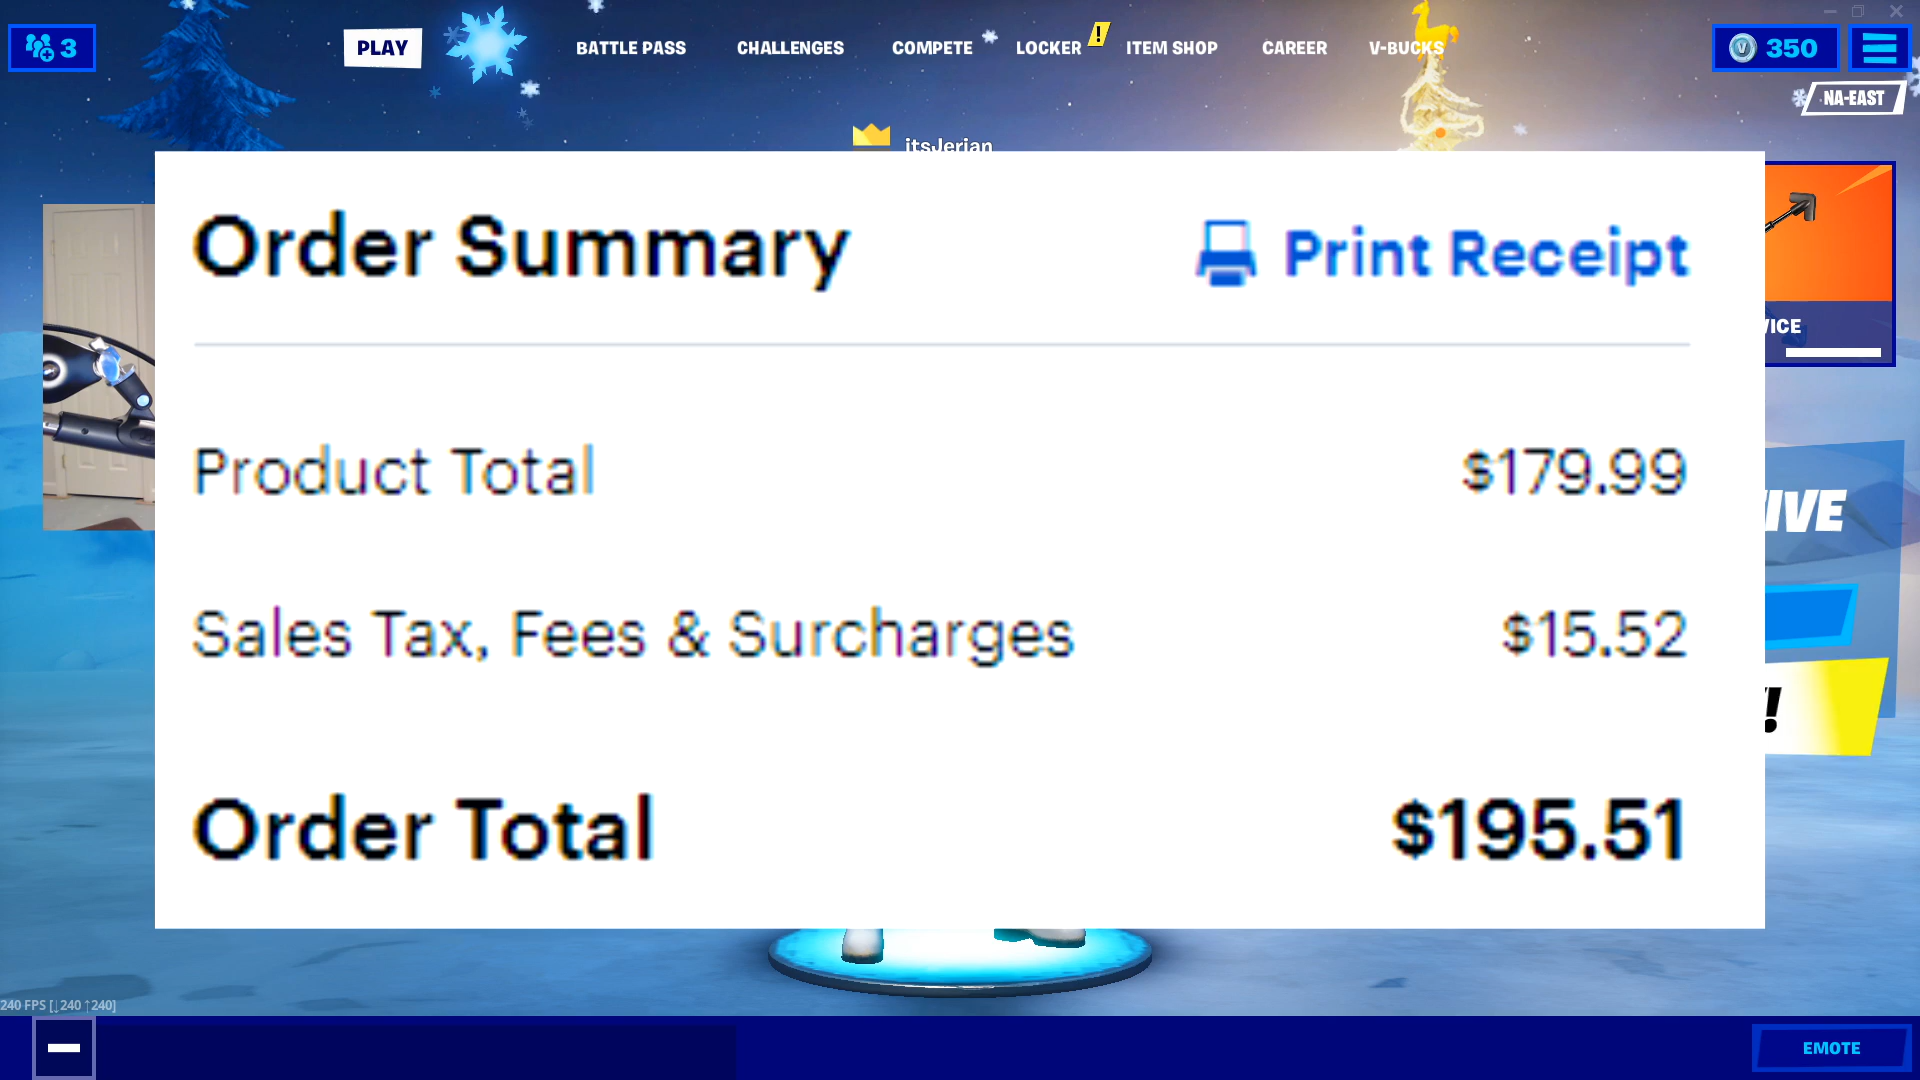 3
PLAY
BATTLE PASS
CHALLENGES
COMPETE
LOCKER
!
ITEM SHOP
CAREER
V-BUCKS
V 350
NA-EAST
itsJerian
Order Summary
Print Receipt
VICE
Product Total
$179.99
IVE
Sales Tax, Fees & Surcharges
$15.52
!
Order Total
$195.51
240 FPS [↓240 ↑240]
EMOTE